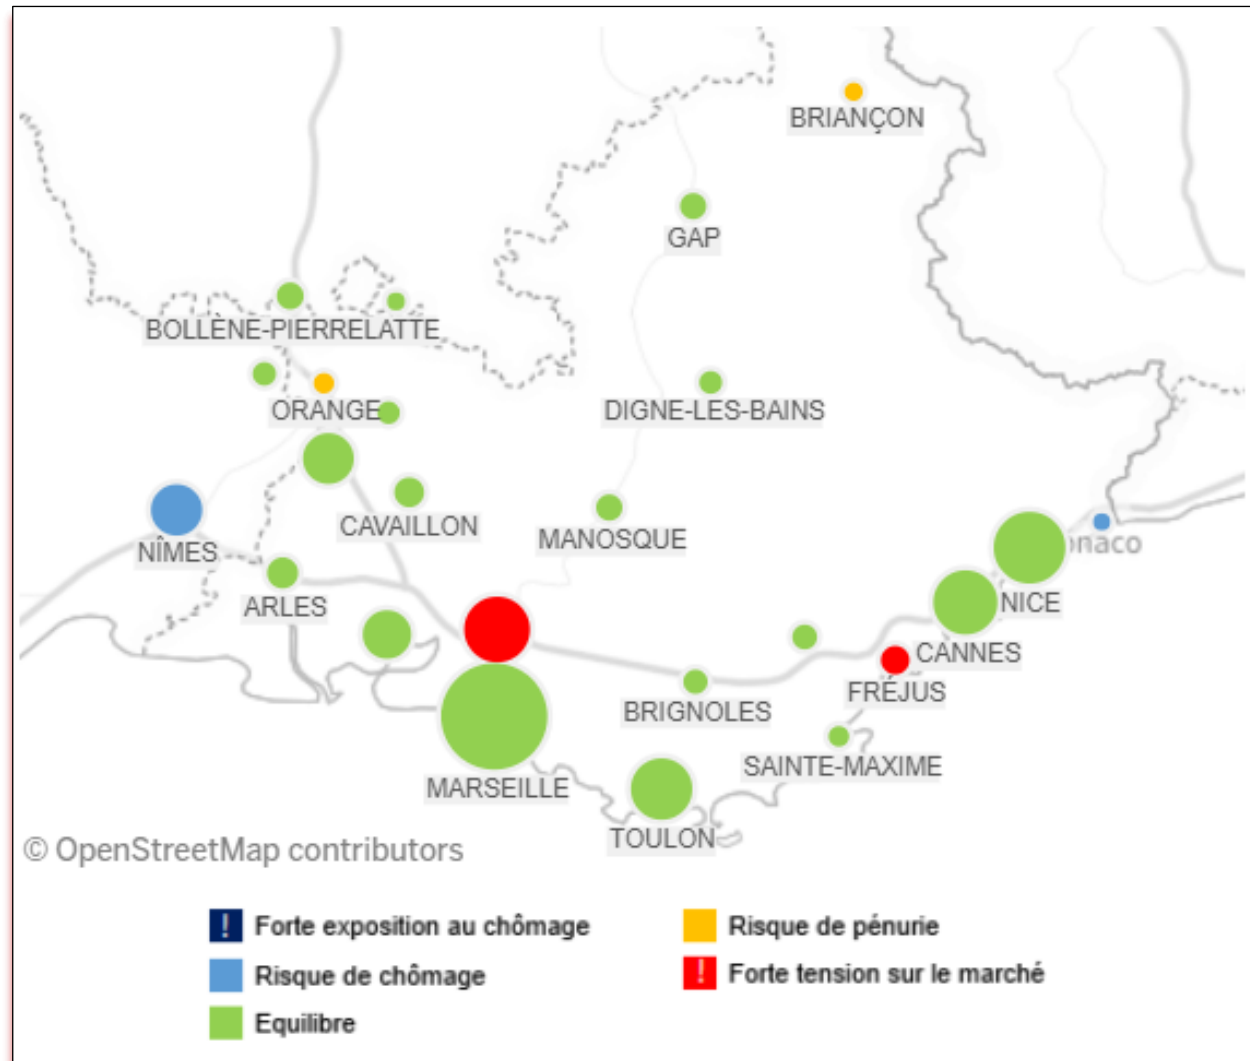 BRIANÇON
GAP
BOLLÈNE-PIERRELATTE
ORANGE
DIGNE-LES-BAINS
CAVAILLON
MANOSQUE
NÎMES
onaco
ARLES
NICE
CANNES
FRÉJUS
BRIGNOLES
SAINTE-MAXIME
MARSEILLE
TOULON
© OpenStreetMap contributors
! Forte exposition au chômage
Risque de pénurie
Risque de chômage
! Forte tension sur le marché
Equilibre